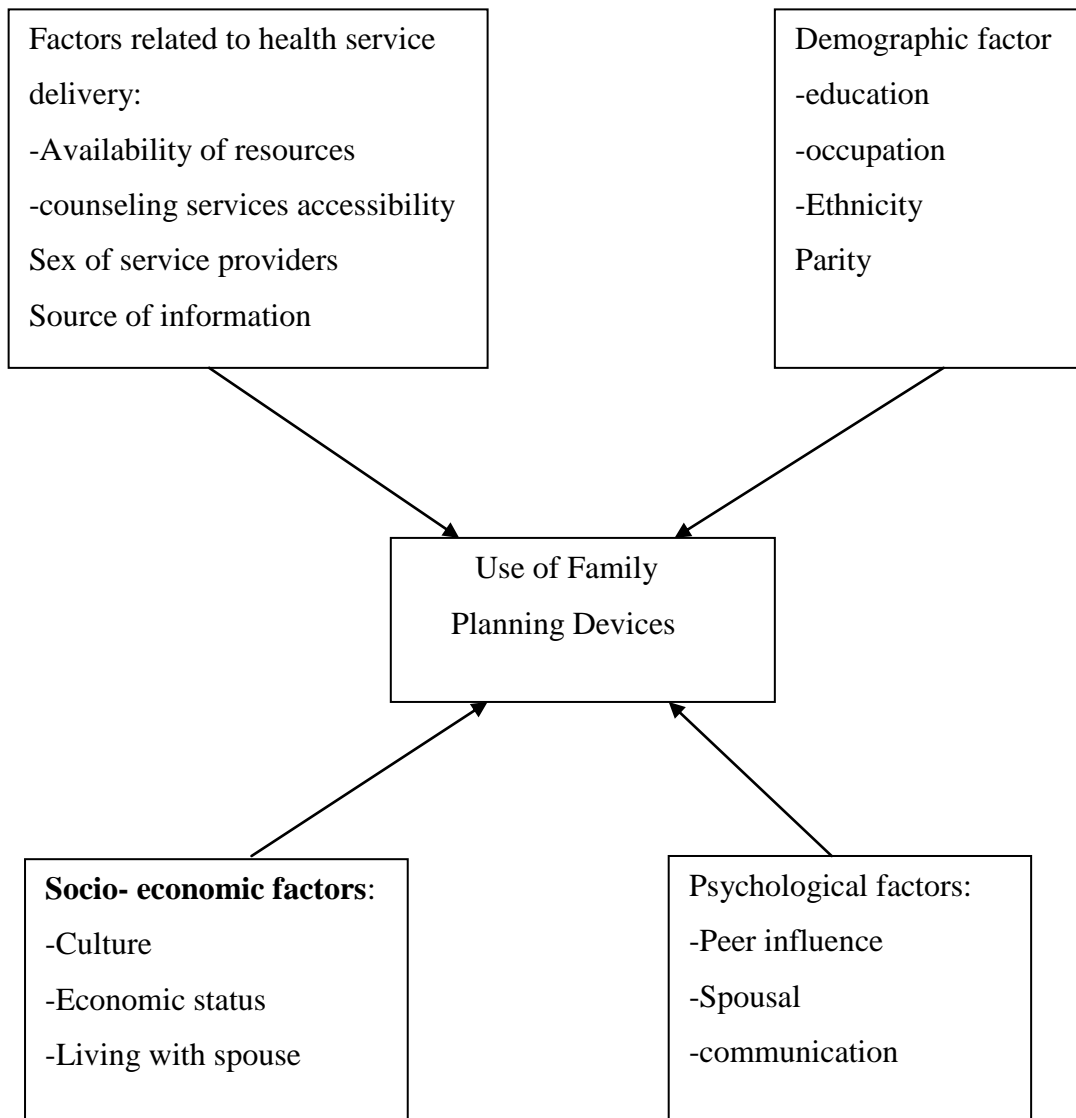 Factors related to health service
delivery:
-Availability of resources
-counseling services accessibility
Sex of service providers
Source of information
Demographic factor
-education
-occupation
-Ethnicity
Parity
Use of Family
Planning Devices
Socio- economic factors:
-Culture
-Economic status
-Living with spouse
Psychological factors:
-Peer influence
-Spousal
-communication